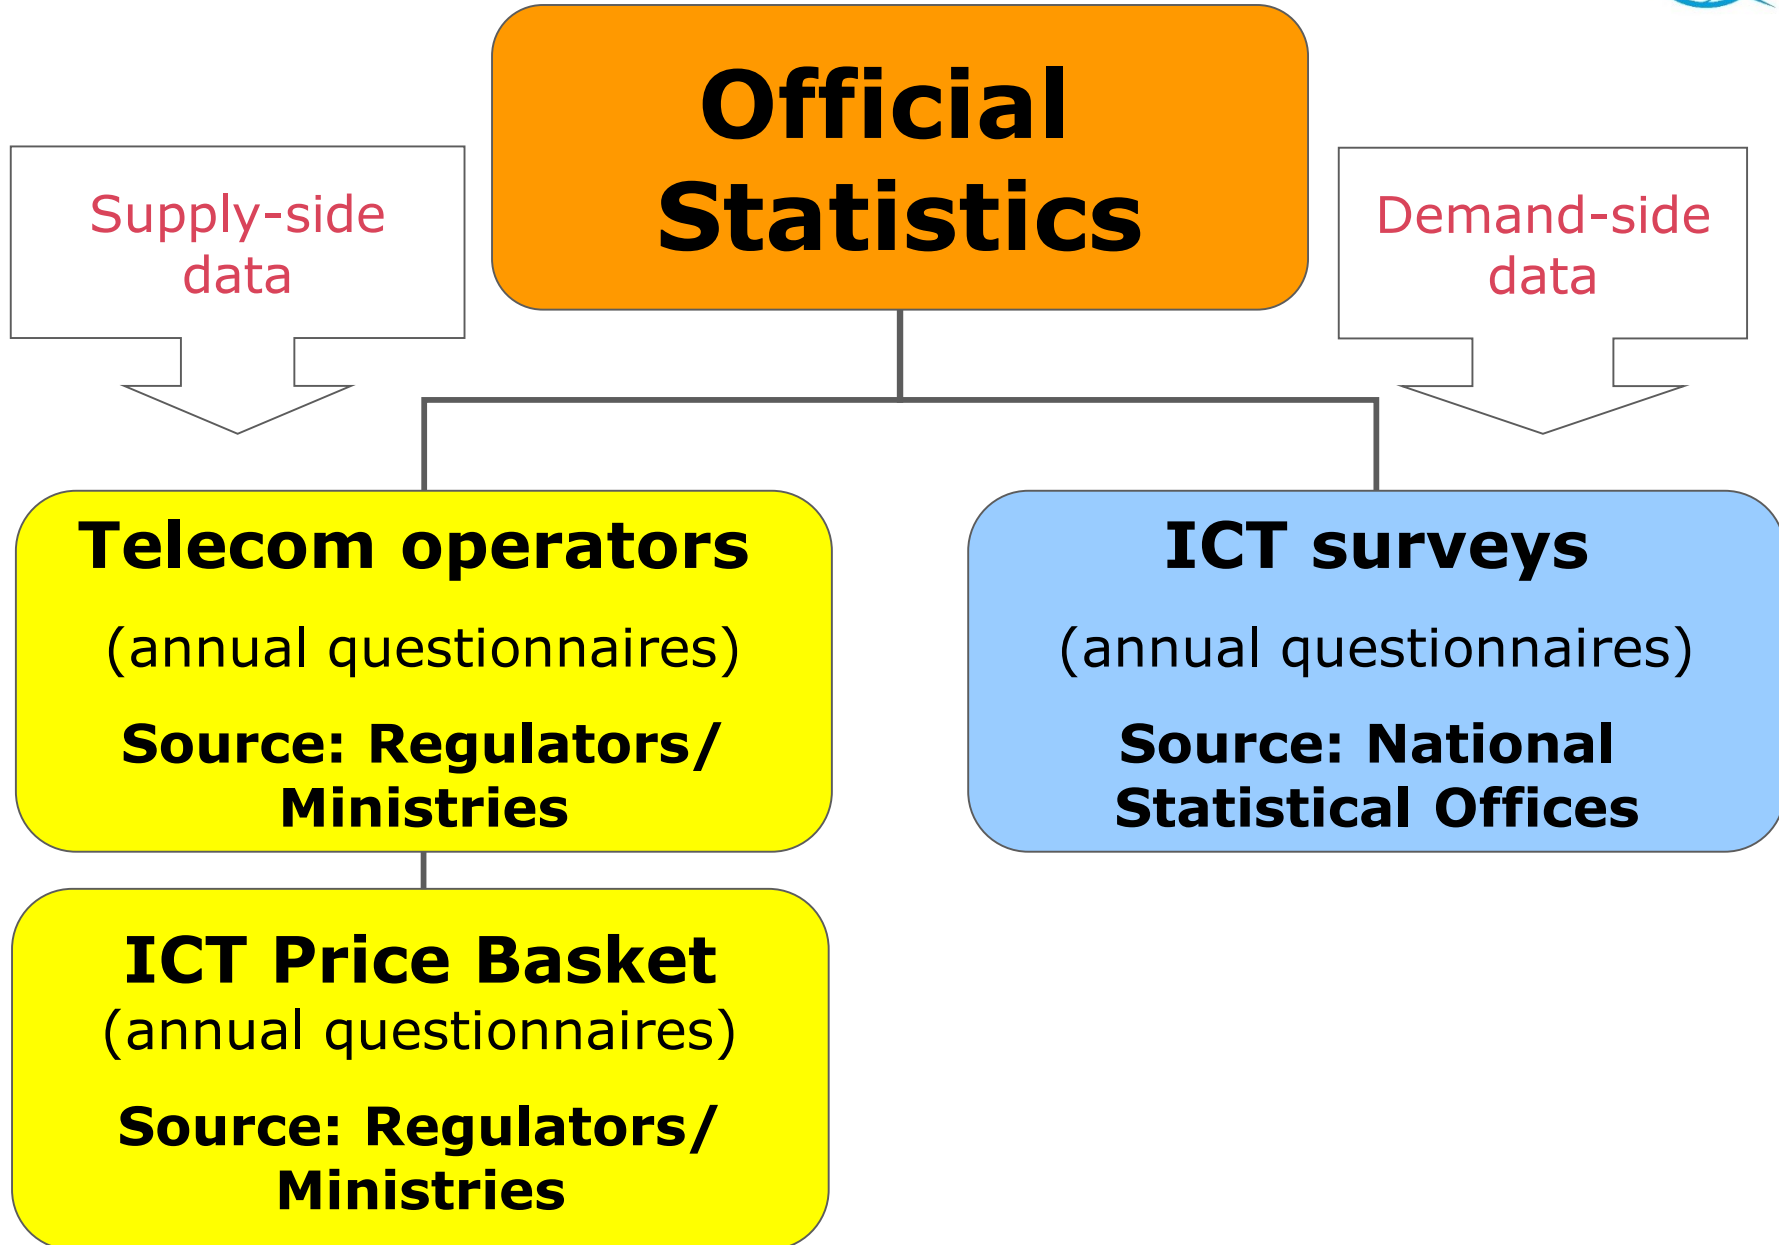 Official
Statistics
Supply-side
data
Demand-side
data
Telecom operators
(annual questionnaires)
Source: Regulators/
Ministries
ICT surveys
(annual questionnaires)
Source: National
Statistical Offices
ICT Price Basket
(annual questionnaires)
Source: Regulators/
Ministries